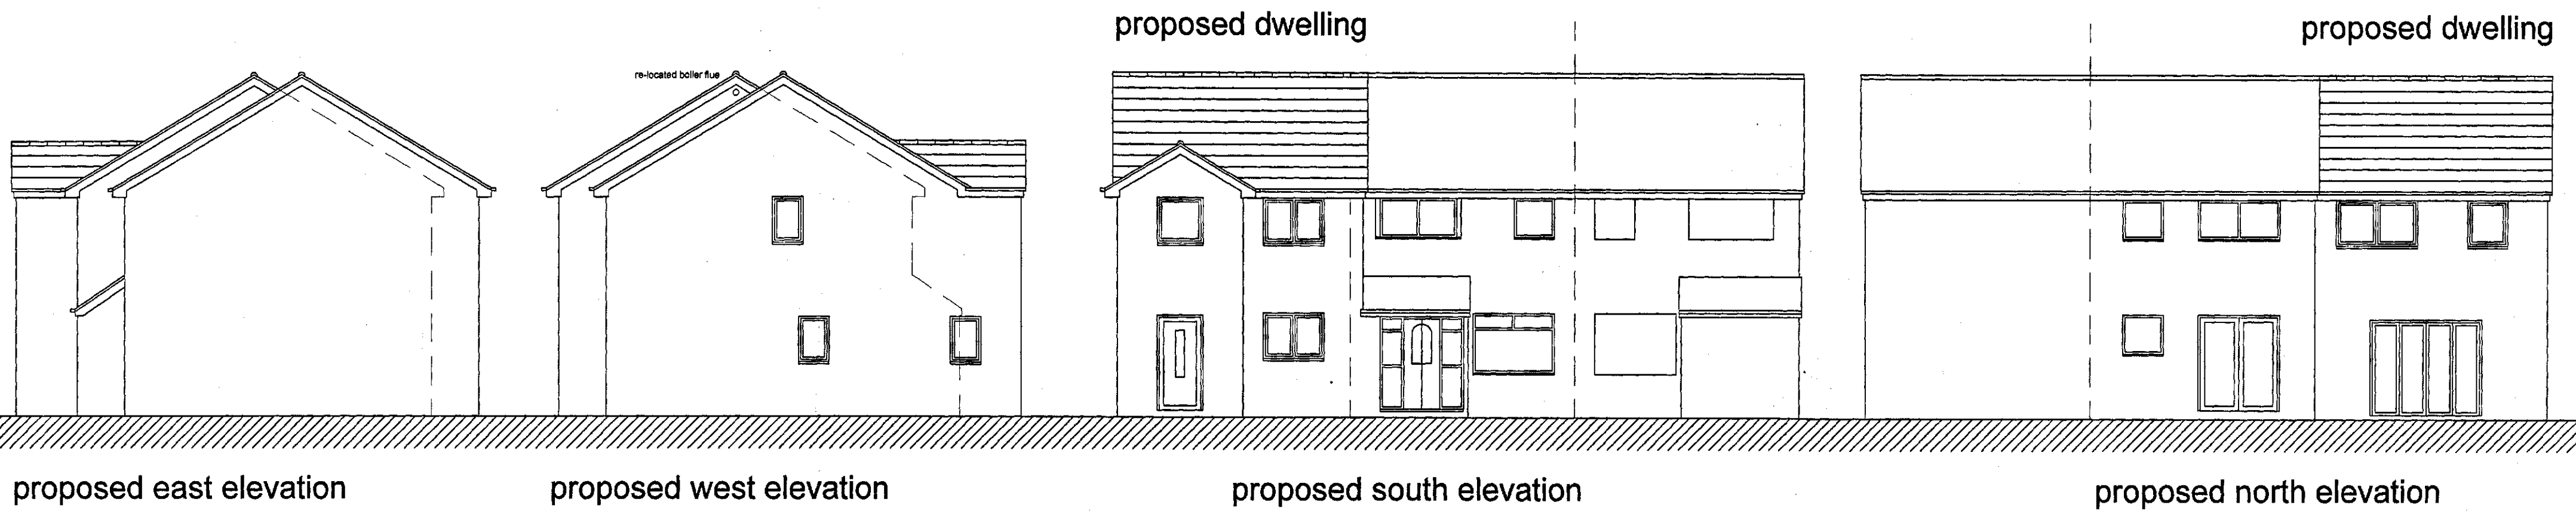 proposed dwelling
proposed dwelling
re-located boiler flue
proposed east elevation
proposed west elevation
proposed south elevation
proposed north elevation